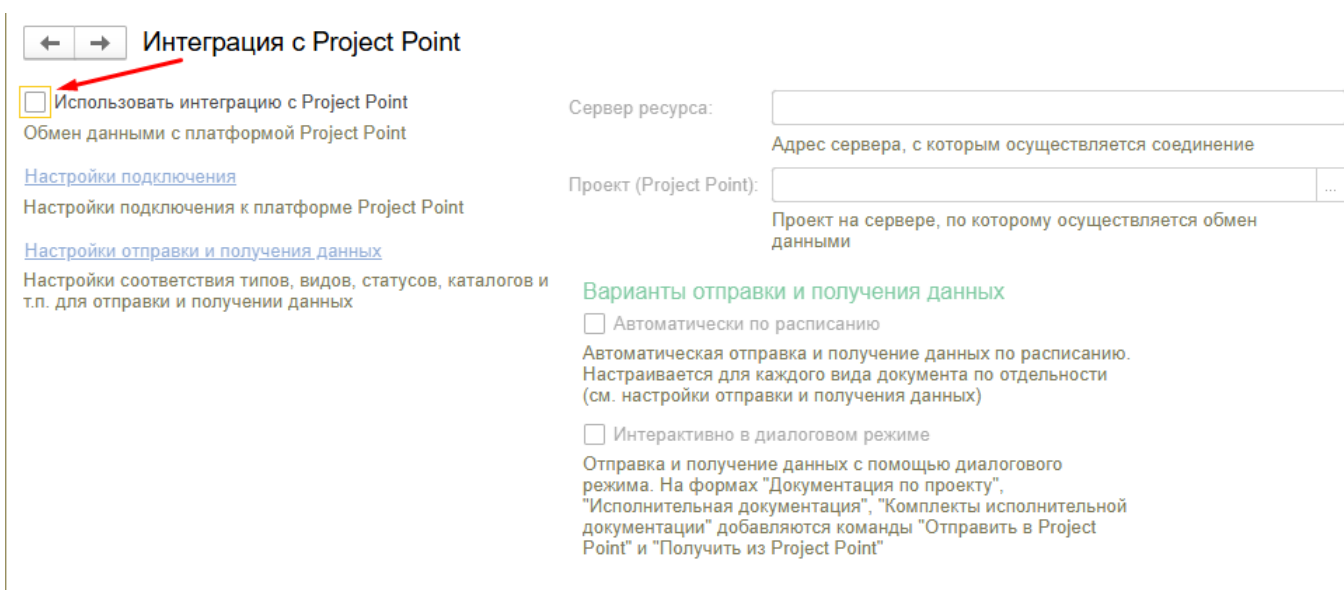 Интеграция с Project Point
Использовать интеграцию с Project Point
Обмен данными с платформой Project Point
Настройки подключения
Настройки подключения к платформе Project Point
Настройки отправки и получения данных
Настройки соответствия типов, видов, статусов, каталогов и
т.п. для отправки и получении данных
Сервер ресурса:
Адрес сервера, с которым осуществляется соединение
Проект (Project Point):
...
Проект на сервере, по которому осуществляется обмен
данными
Варианты отправки и получения данных
Автоматически по расписанию
Автоматическая отправка и получение данных по расписанию.
Настраивается для каждого вида документа по отдельности
(см. настройки отправки и получения данных)
Интерактивно в диалоговом режиме
Отправка и получение данных с помощью диалогового
режима. На формах "Документация по проекту",
"Исполнительная документация", "Комплекты исполнительной
документации" добавляются команды "Отправить в Project
Point" и "Получить из Project Point"